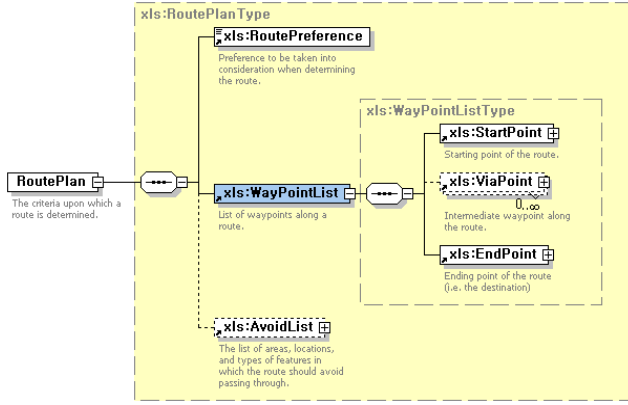 xls:RoutePlanType
xls:RoutePreference
Preference to be taken into
consideration when determining
the route.
xls:WayPointListType
xls:StartPoint
Starting point of the route.
RoutePlan
The criteria upon which a
route is determined.
xls:WayPointList
List of waypoints along a
route.
xls:ViaPoint
0..∞
Intermediate waypoint along
the route.
xls:EndPoint
Ending point of the route
(i.e. the destination)
xls:AvoidList
The list of areas, locations,
and types of features in
which the route should avoid
passing through.